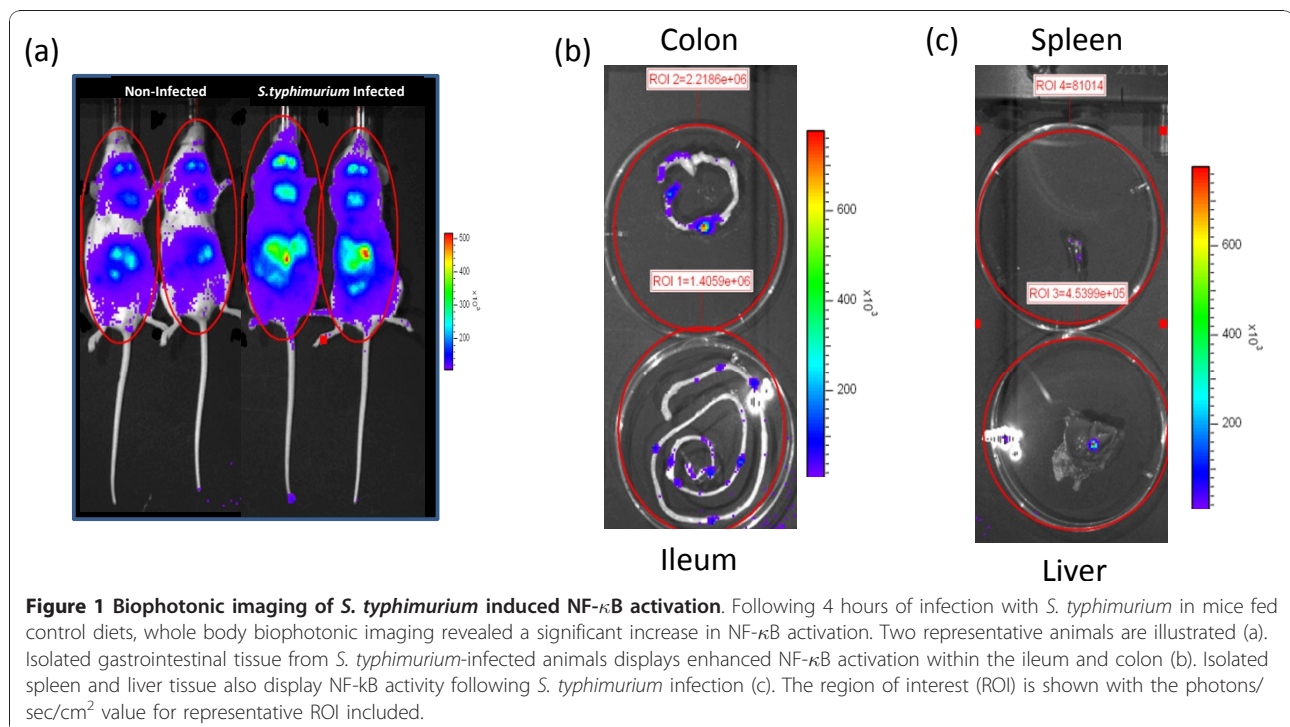 (a)
Non-Infected
S.typhimurium Infected
500
400
300
200
100
(b)
Colon
ROI 2=2.2186e+06
ROI 1=1.4059e+06
600
400
200
x10³
Ileum
(c)
Spleen
ROI 4=81014
ROI 3=4.5399e+05
600
400
200
x10³
Liver
Figure 1 Biophotonic imaging of S. typhimurium induced NF-κB activation. Following 4 hours of infection with S. typhimurium in mice fed
control diets, whole body biophotonic imaging revealed a significant increase in NF-κB activation. Two representative animals are illustrated (a).
Isolated gastrointestinal tissue from S. typhimurium-infected animals displays enhanced NF-κB activation within the ileum and colon (b). Isolated
spleen and liver tissue also display NF-kB activity following S. typhimurium infection (c). The region of interest (ROI) is shown with the photons/
sec/cm² value for representative ROI included.